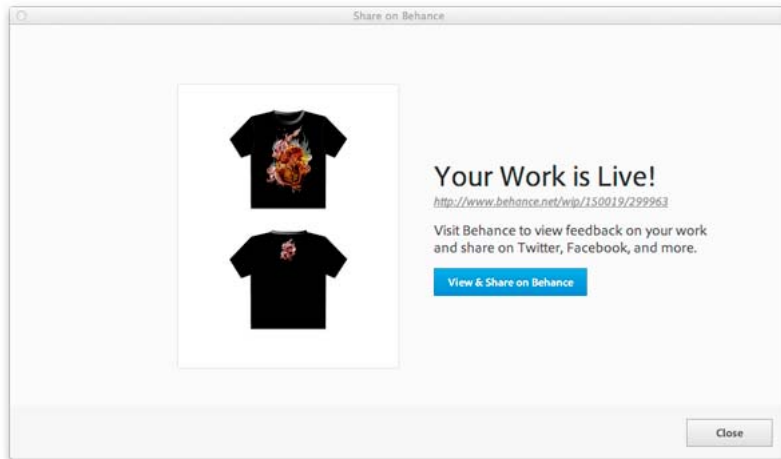 Share on Behance
Your Work is Live!
http://www.behance.net/wip/150019/299963
Visit Behance to view feedback on your work
and share on Twitter, Facebook, and more.
View & Share on Behance
Close